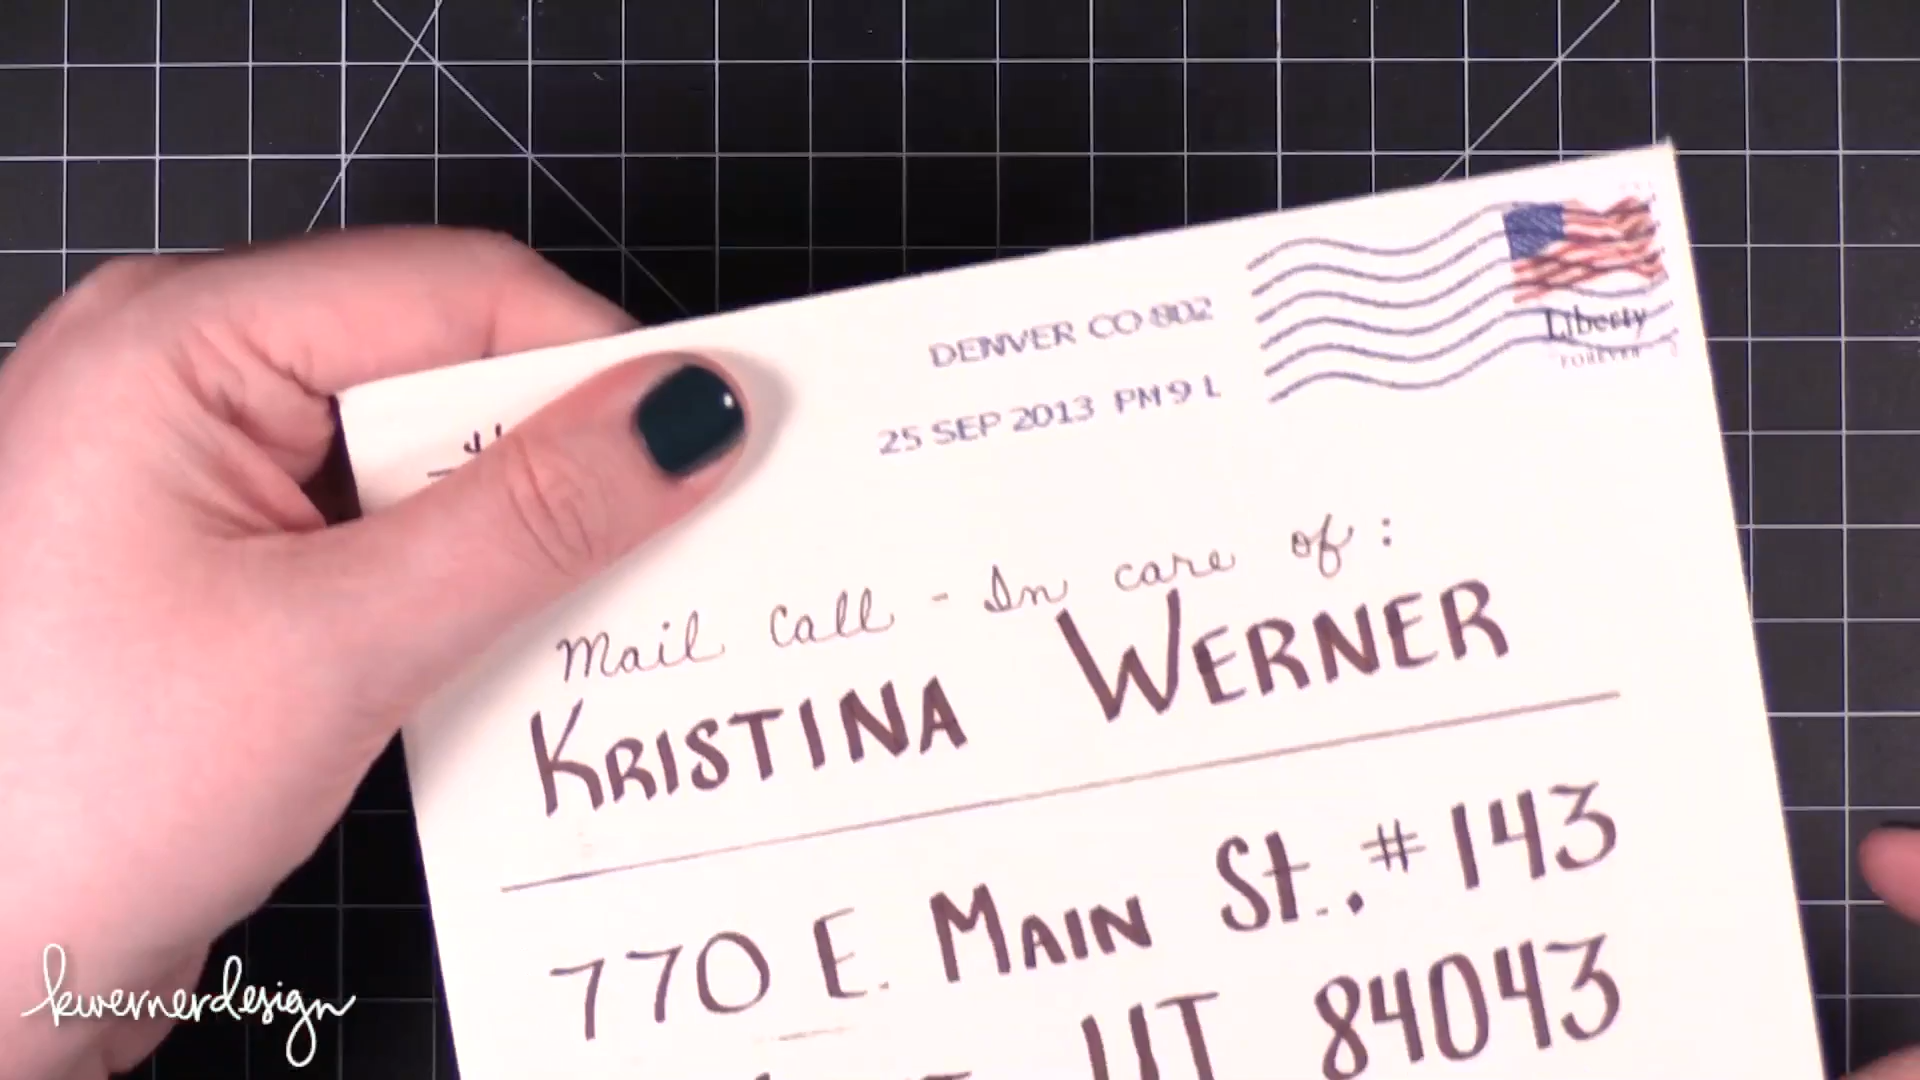 DENVER CO 802
25 SEP 2013 PM 9 L
Liberty
FOREVER
Mail Call - In care of:
KRISTINA WERNER
770 E. MAIN St., #143
UT 84043
kwernerdesign